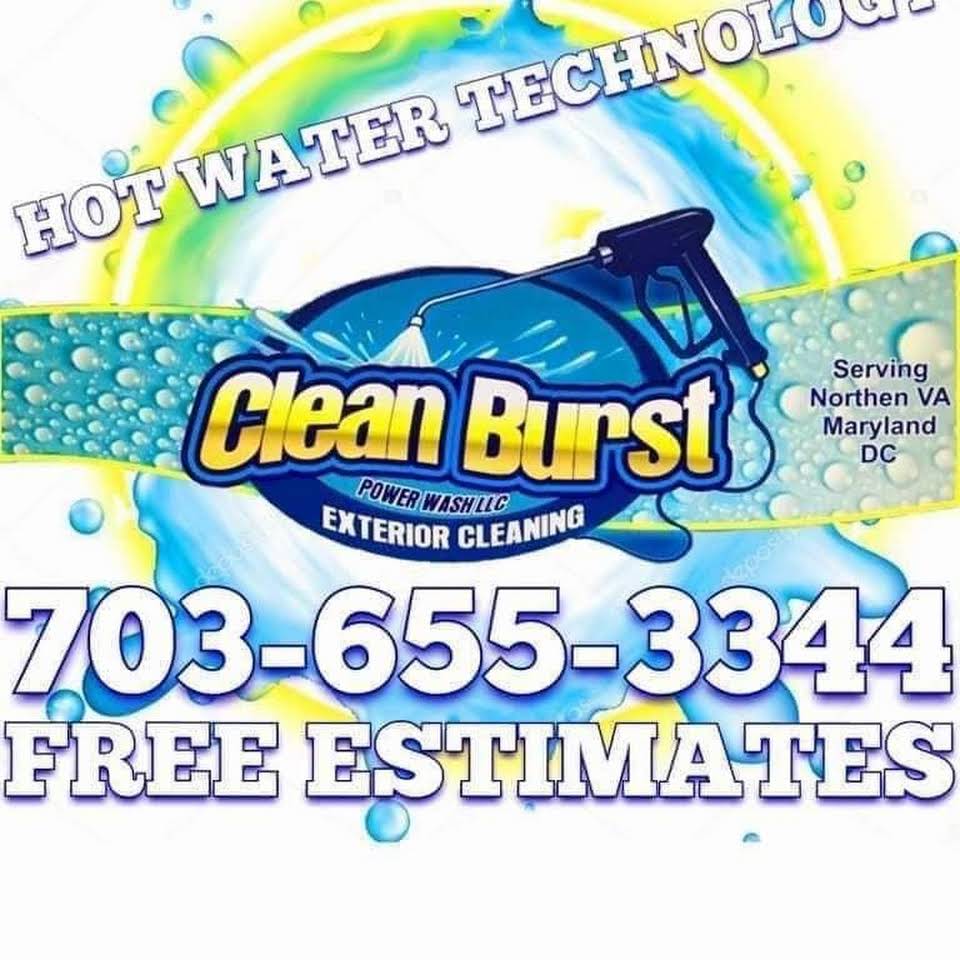 HOT WATER TECHNOLOGY
Clean Burst
POWER WASH LLC
EXTERIOR CLEANING
Serving
Northen VA
Maryland
DC
703-655-3344
FREE ESTIMATES